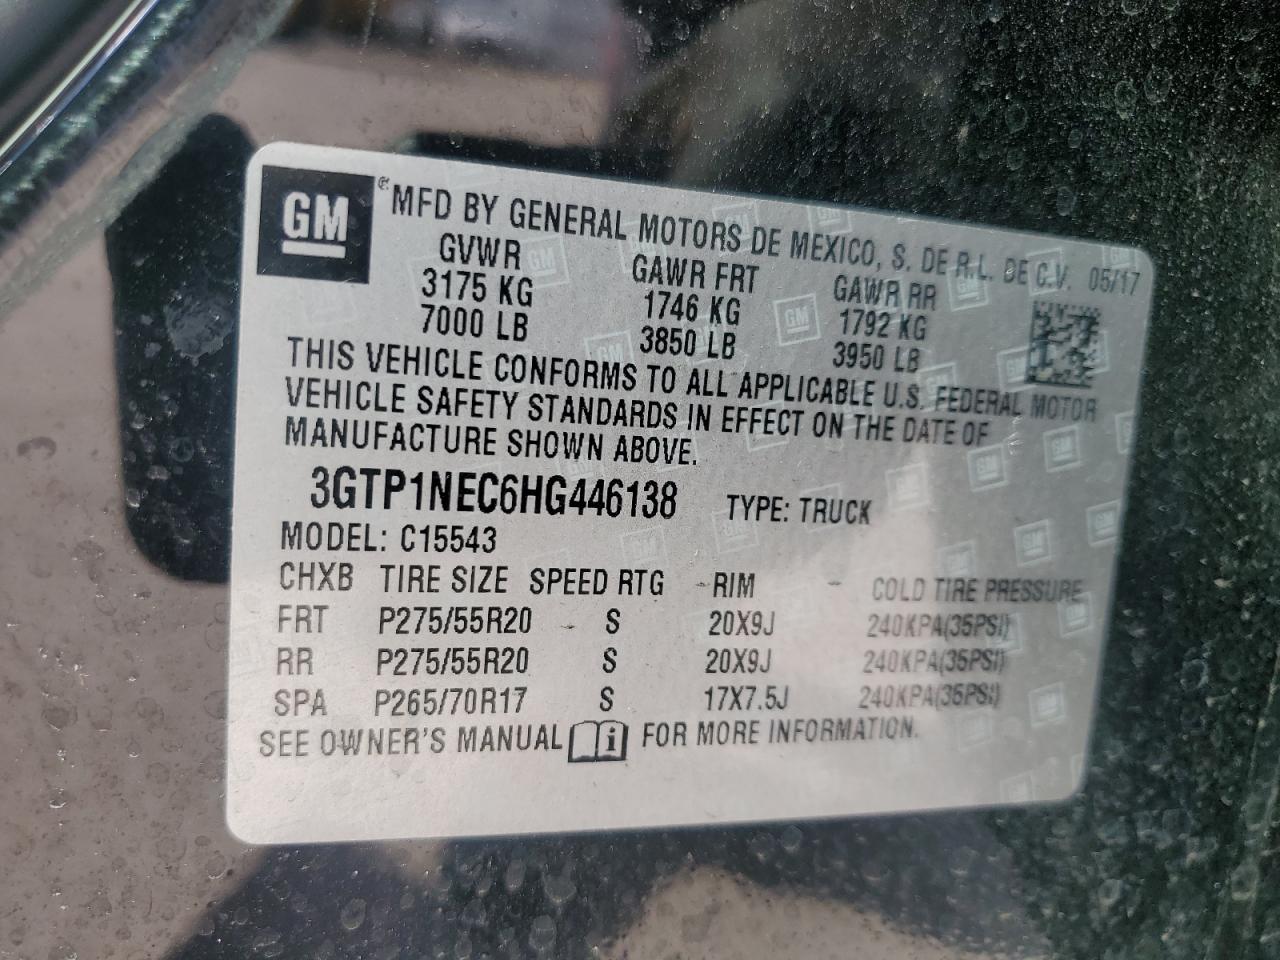 GM
® MFD BY GENERAL MOTORS DE MEXICO, S. DE R.L. DE C.V. 05/17
GVWR GAWR FRT GAWR RR
3175 KG 1746 KG 1792 KG
7000 LB 3850 LB 3950 LB
THIS VEHICLE CONFORMS TO ALL APPLICABLE U.S. FEDERAL MOTOR
VEHICLE SAFETY STANDARDS IN EFFECT ON THE DATE OF
MANUFACTURE SHOWN ABOVE.
3GTP1NEC6HG446138 TYPE: TRUCK
MODEL: C15543
CHXB TIRE SIZE SPEED RTG RIM COLD TIRE PRESSURE
FRT P275/55R20 S 20X9J 240KPA(35PSI)
RR P275/55R20 S 20X9J 240KPA(35PSI)
SPA P265/70R17 S 17X7.5J 240KPA(35PSI)
SEE OWNER'S MANUAL i FOR MORE INFORMATION.